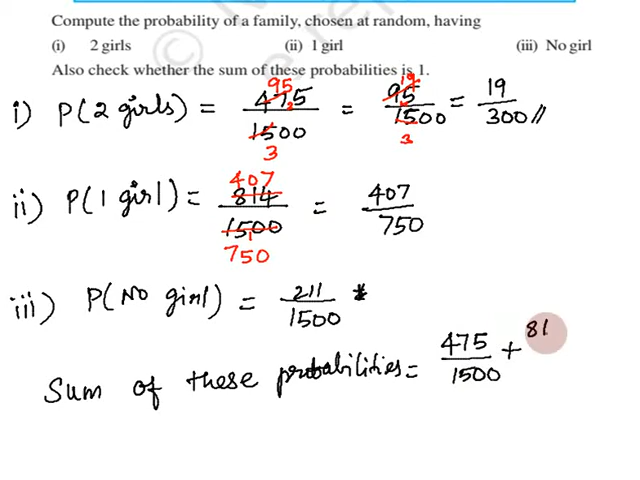 Compute the probability of a family, chosen at random, having
(i) 2 girls (ii) 1 girl (iii) No girl
Also check whether the sum of these probabilities is 1.
i) P(2 girls) = 475/1500 95 3 = 95/1500 19 3 = 19/300 //
ii) P(1 girl) = 814/1500 407 750 = 407/750
iii) P(No girl) = 211/1500
Sum of these probabilities = 475/1500 + 81